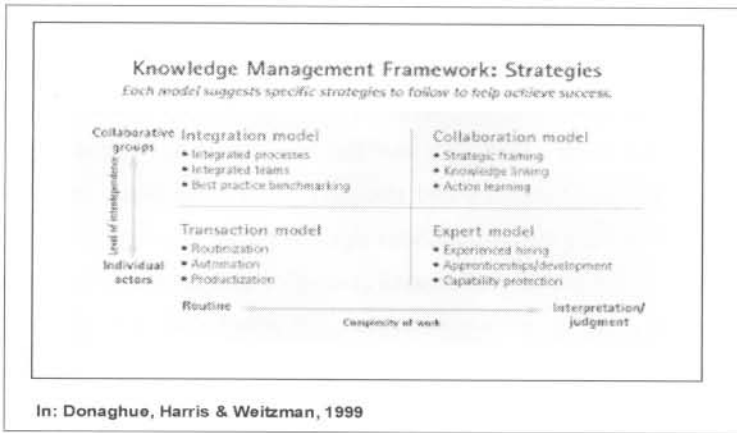 Knowledge Management Framework: Strategies
Each model suggests specific strategies to follow to help achieve success.
Collaborative groups
Integration model
• Integrated processes
• Integrated teams
• Best practice benchmarking
Collaboration model
• Strategic framing
• Knowledge linking
• Action learning
Level of interdependence
Transaction model
• Routinization
• Automation
• Productization
Expert model
• Experienced hiring
• Apprenticeships/development
• Capability protection
Individual actors
Routine
Complexity of work
Interpretation/
judgment
In: Donaghue, Harris & Weitzman, 1999